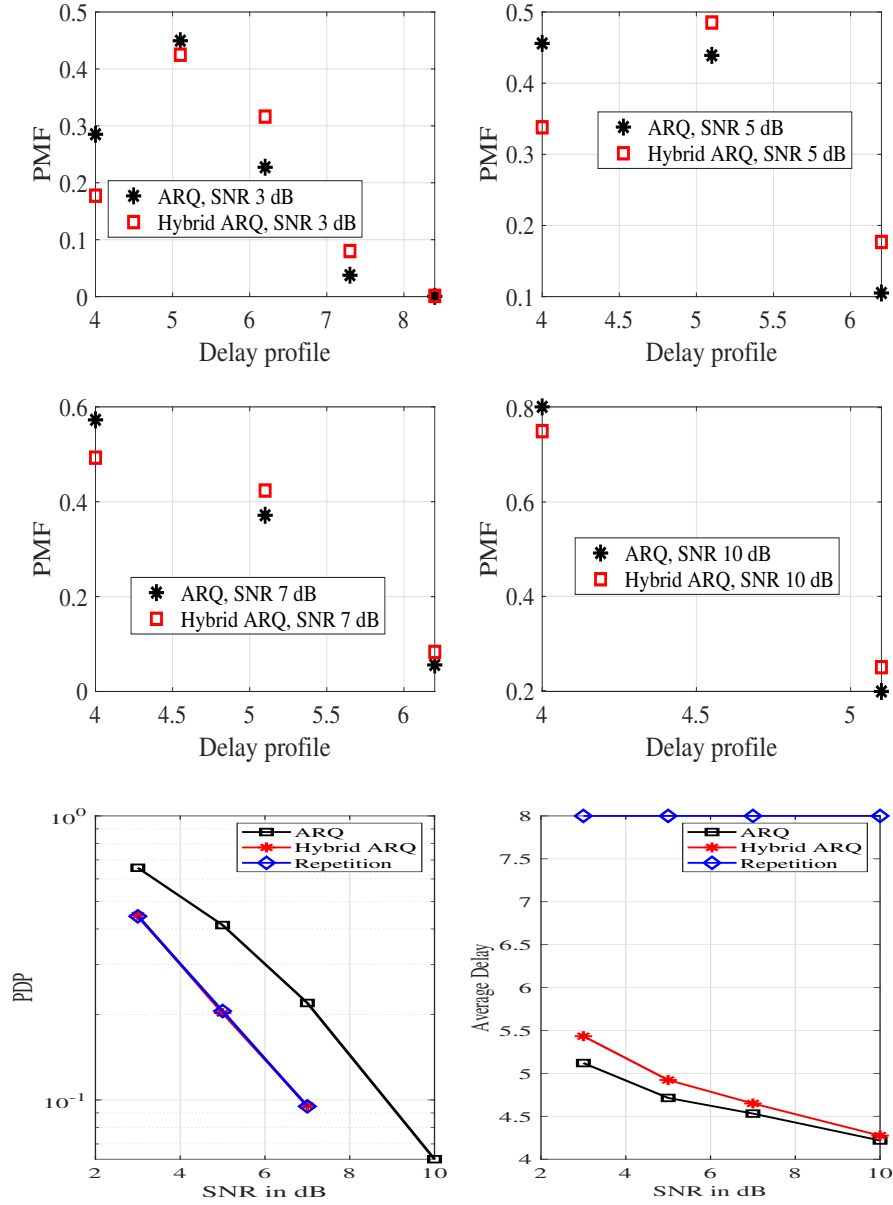 0.5
0.4
0.3
0.2
0.1
0
PMF
ARQ, SNR 3 dB
Hybrid ARQ, SNR 3 dB
4 5 6 7 8
Delay profile
0.5
0.4
0.3
0.2
0.1
PMF
ARQ, SNR 5 dB
Hybrid ARQ, SNR 5 dB
4 4.5 5 5.5 6
Delay profile
0.6
0.4
0.2
0
PMF
ARQ, SNR 7 dB
Hybrid ARQ, SNR 7 dB
4 4.5 5 5.5 6
Delay profile
0.8
0.6
0.4
0.2
PMF
ARQ, SNR 10 dB
Hybrid ARQ, SNR 10 dB
4 4.5 5
Delay profile
10⁰
10⁻¹
PDP
ARQ
Hybrid ARQ
Repetition
2 4 6 8 10
SNR in dB
8
7.5
7
6.5
6
5.5
5
4.5
4
Average Delay
ARQ
Hybrid ARQ
Repetition
2 4 6 8 10
SNR in dB